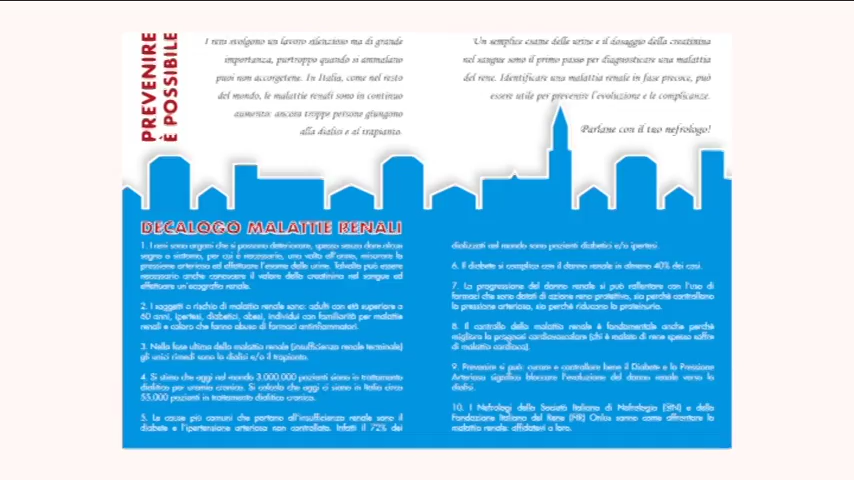 PREVENIRE
È POSSIBILE
I reni svolgono un lavoro silenzioso ma di grande
importanza, purtroppo quando si ammalano
puoi non accorgetene. In Italia, come nel resto
del mondo, le malattie renali sono in continuo
aumento: ancora troppe persone giungono
alla dialisi e al trapianto.
Un semplice esame delle urine e il dosaggio della creatinina
nel sangue sono il primo passo per diagnosticare una malattia
del rene. Identificare una malattia renale in fase precoce, può
essere utile per prevenire l'evoluzione e le complicanze.
Parlane con il tuo nefrologo!
DECALOGO MALATTIE RENALI
1. I reni sono organi che si possono deteriorare, spesso senza dare alcun
segno o sintomo, per cui è necessario, una volta all'anno, misurare la
pressione arteriosa ed effettuare l'esame delle urine. Talvolta può essere
necessario anche conoscere il valore della creatinina nel sangue ed
effettuare un'ecografia renale.
2. I soggetti a rischio di malattia renale sono: adulti con età superiore a
60 anni, ipertesi, diabetici, obesi, individui con familiarità per malattie
renali e coloro che fanno abuso di farmaci antinfiammatori.
3. Nella fase ultima della malattia renale (insufficienza renale terminale)
gli unici rimedi sono la dialisi e/o il trapianto.
4. Si stima che oggi nel mondo 3.000.000 pazienti siano in trattamento
dialitico per uremia cronica. Si calcola che oggi ci siano in Italia circa
55.000 pazienti in trattamento dialitico cronico.
5. Le cause più comuni che portano all'insufficienza renale sono il
diabete e l'ipertensione arteriosa non controllata. Infatti il 72% dei
dializzati nel mondo sono pazienti diabetici e/o ipertesi.
6. Il diabete si complica con il danno renale in almeno 40% dei casi.
7. La progressione del danno renale si può rallentare con l'uso di
farmaci che sono dotati di azione reno protettiva, sia perché controllano
la pressione arteriosa, sia perché riducono la proteinuria.
8. Il controllo della malattia renale è fondamentale anche perché
migliora la prognosi cardiovascolare (chi è malato di rene spesso soffre
di malattia cardiaca).
9. Prevenire si può: curare e controllare bene il Diabete e la Pressione
Arteriosa significa bloccare l'evoluzione del danno renale verso la
dialisi.
10. I Nefrologi della Società Italiana di Nefrologia (SIN) e della
Fondazione Italiana del Rene (FIR) Onlus sanno come affrontare la
malattia renale: affidatevi a loro.